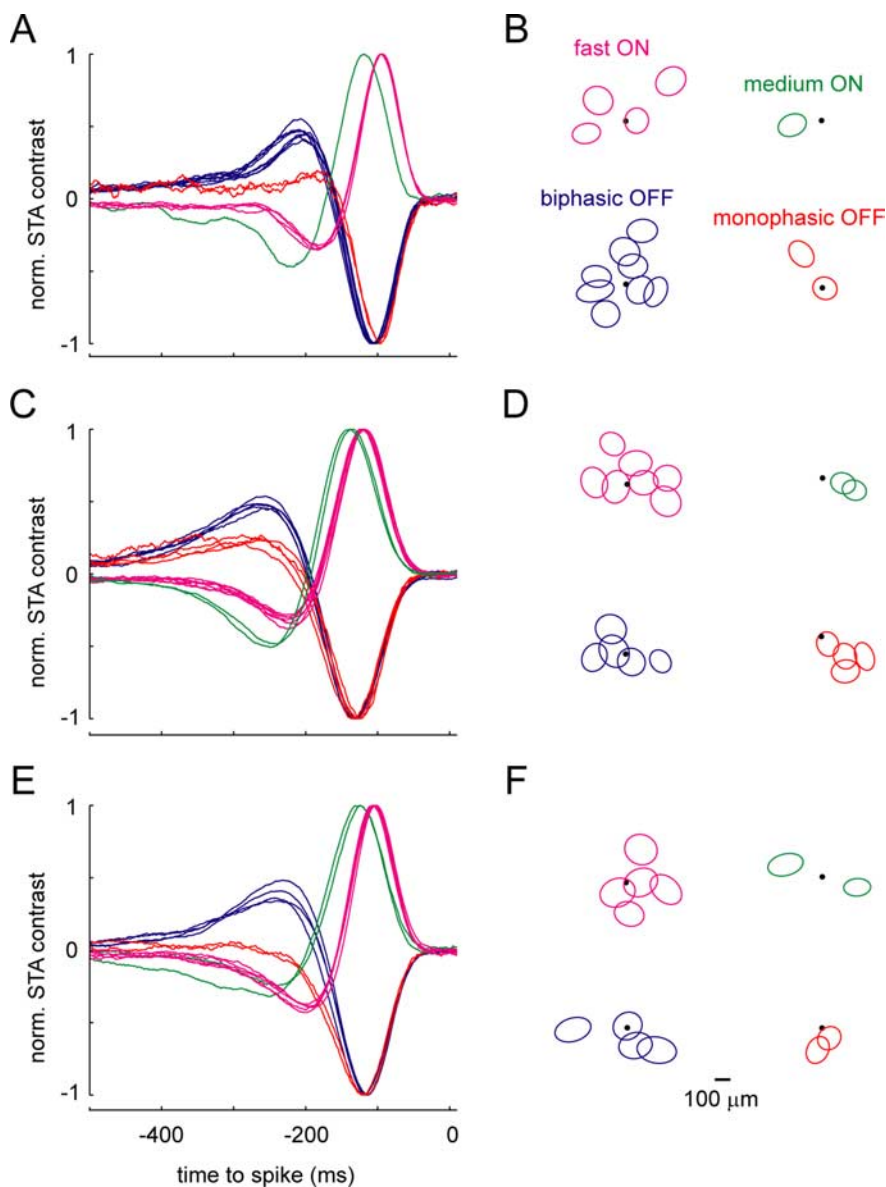 A
B
norm. STA contrast
1
0
-1
fast ON
medium ON
biphasic OFF
monophasic OFF
C
D
norm. STA contrast
1
0
-1
E
F
norm. STA contrast
1
0
-1
-400
-200
0
time to spike (ms)
100 μm